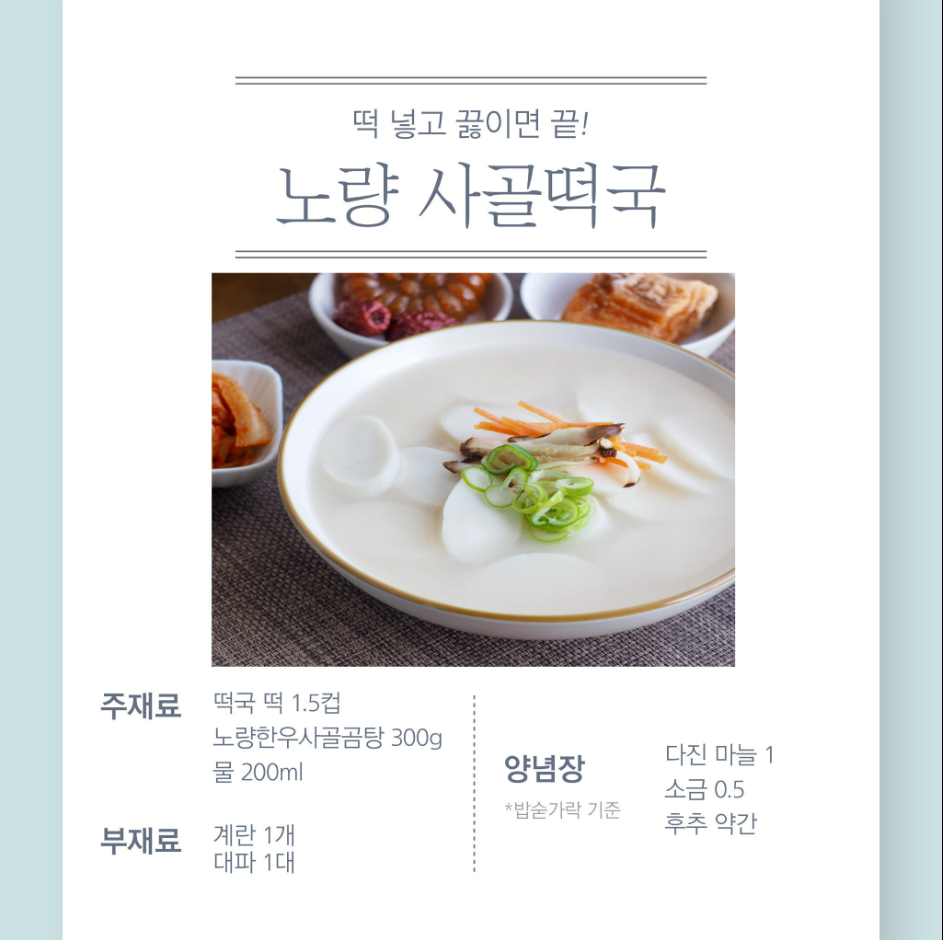 떡 넣고 끓이면 끝!
노량 사골떡국
주재료
떡국 떡 1.5컵
노량한우사골곰탕 300g
물 200ml
부재료
계란 1개
대파 1대
양념장
*밥숟가락 기준
다진 마늘 1
소금 0.5
후추 약간